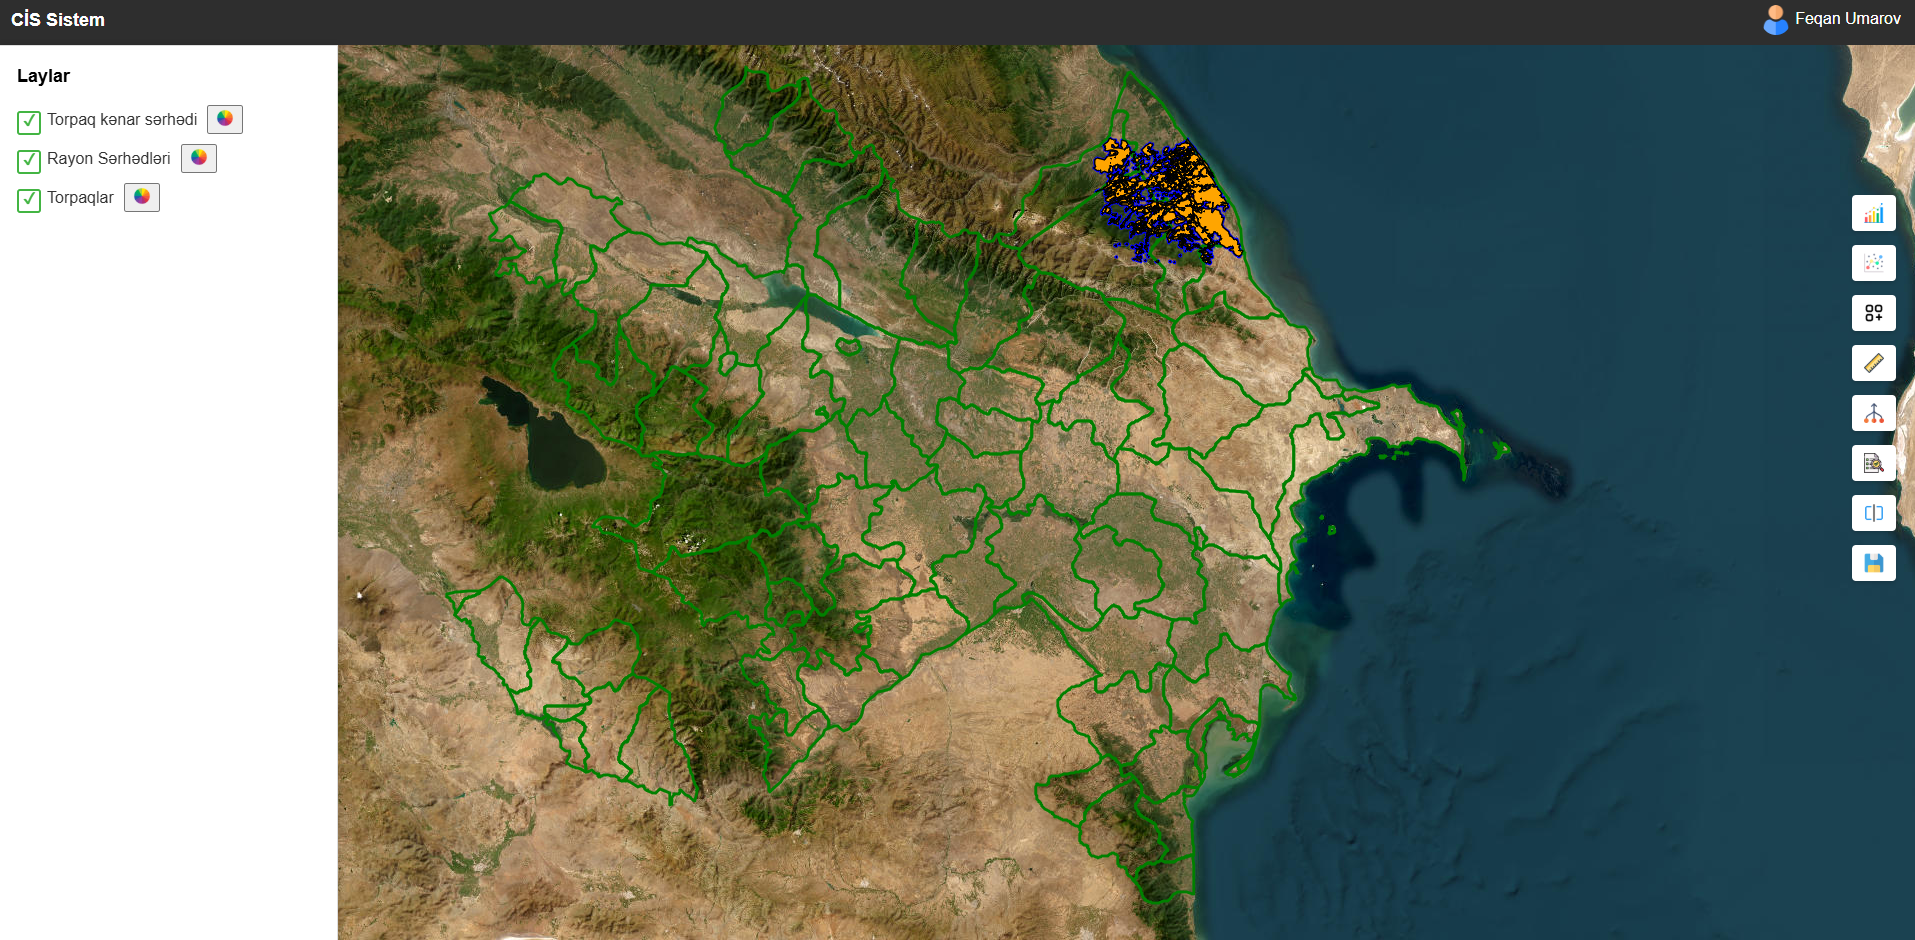 CİS Sistem
Feqan Umarov
Laylar
Torpaq kənar sərhədi
Rayon Sərhədləri
Torpaqlar